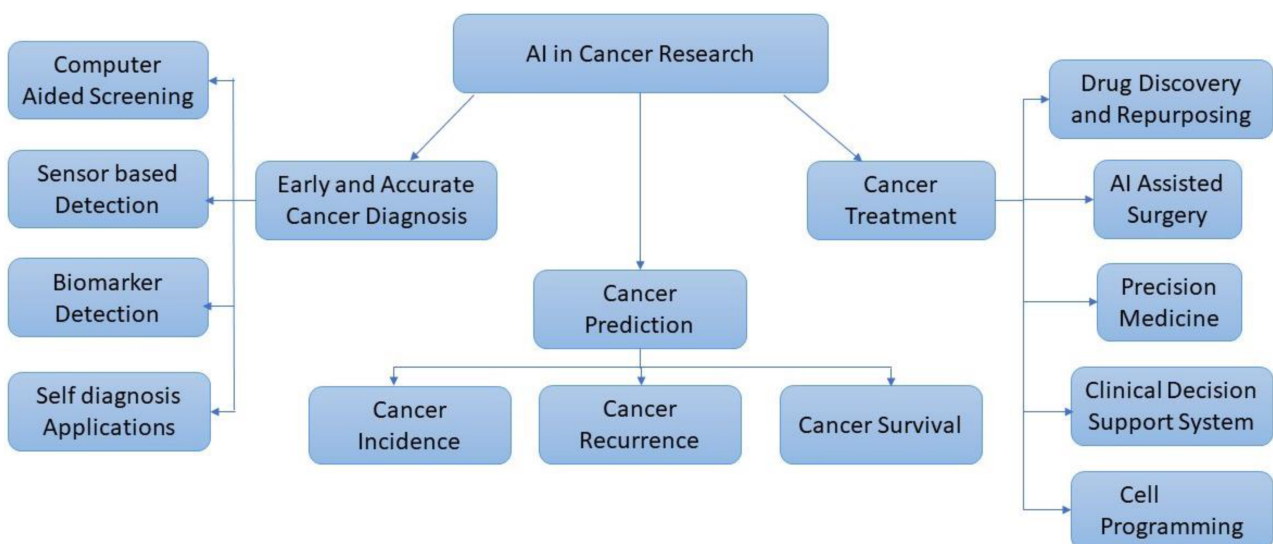 AI in Cancer Research
Early and Accurate
Cancer Diagnosis
Computer
Aided Screening
Sensor based
Detection
Biomarker
Detection
Self diagnosis
Applications
Cancer
Prediction
Cancer
Incidence
Cancer
Recurrence
Cancer Survival
Cancer
Treatment
Drug Discovery
and Repurposing
AI Assisted
Surgery
Precision
Medicine
Clinical Decision
Support System
Cell
Programming